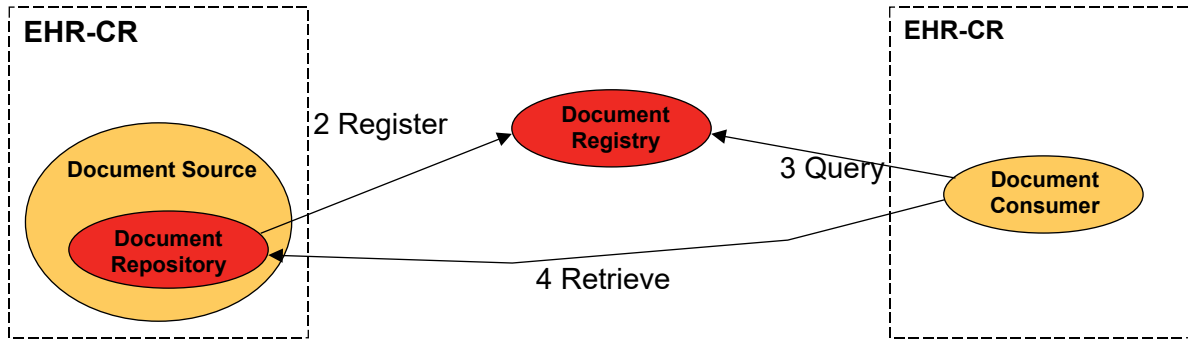 EHR-CR
EHR-CR
2 Register
Document
Registry
Document Source
3 Query
Document
Consumer
Document
Repository
4 Retrieve